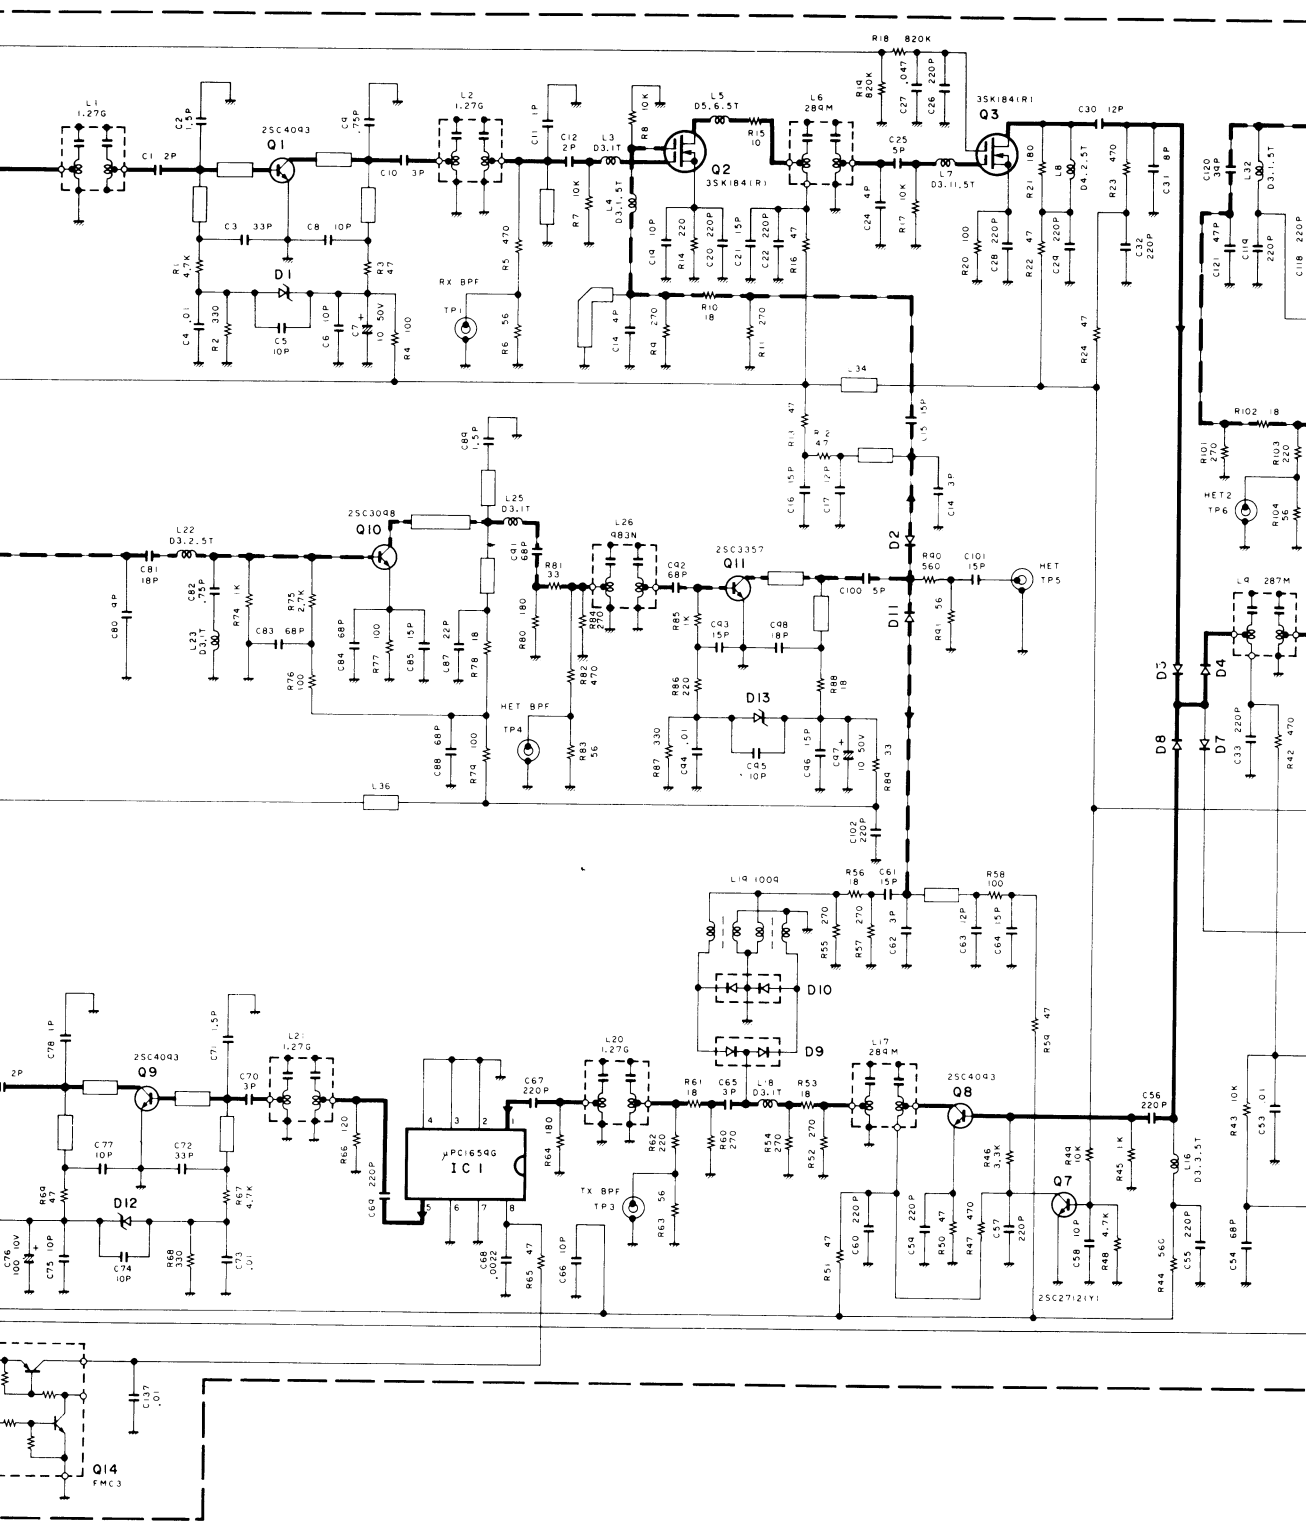 R18 820K
L1
1.27G
C2
1.5P
C9
.75P
L2
1.27G
C11 1P
R8 10K
L5
D5.6.5T
R15
10
L6
289M
R19
820K
C27 .047
C26 220P
3SK184(R)
Q3
C30 12P
2SC4093
Q1
C1 2P
C10 3P
C12
2P
L3
D3.1T
Q2
3SK184(R)
C25
5P
L7
D3.11.5T
R21 180
L8
D4.2.5T
R23 470
C31 8P
C120
39P
L32
D3.1.5T
C3 33P
C8 10P
R5 470
R7 10K
L4
D3.1.5T
C19 10P
R14 220
C20 220P
C21 15P
C22 220P
R16 47
C24 4P
R17 10K
R20 100
C28 220P
R22 47
C29 220P
C32
220P
C121 47P
C119
220P
C118 220P
R1
4.7K
R3
47
D1
C4 .01
R2 330
C5
10P
C6 10P
C7
+
10 50V
R4 100
RX BPF
TP1
R6 56
C14 4P
R9 270
R10
18
R11 270
R24 47
L34
R13 47
R12
47
C15 15P
C16 15P
C17 12P
C14 3P
R102 18
R101
270
R103
220
HET2
TP6
R104
56
C89
1.5P
2SC3098
Q10
L22
D3.2.5T
L25
D3.1T
C91
68P
L26
983N
2SC3357
Q11
D2
R90
560
C101
15P
HET
TP5
C81
18P
R81
33
C92
68P
C100 5P
L9 287M
C80 9P
C82
.75P
L23
D3.1T
R74 1K
R75
2.7K
C83 68P
R76
100
C84 68P
R77 100
C85 15P
C87 22P
R78 18
R80 180
R84
270
R82
470
R85
1K
C93
15P
C98
18P
D11
R91 56
D3
D4
HET BPF
TP4
R86
220
R88
18
D13
C88 68P
R79 100
R83
56
R87 330
C94 .01
C95
10P
C96 15P
C97
+
10 50V
R89 33
D8
D7
C33 220P
R42 470
L36
C102
220P
L19 1009
R56
18
C61
15P
R58
100
R55 270
R57 270
C62 3P
C63 12P
C64 15P
D10
D9
R59 47
C78 1P
2SC4093
Q9
C71 1.5P
L21
1.27G
L20
1.27G
L17
289M
2SC4093
Q8
2P
C70
3P
C67
220P
R61
18
C65
3P
L18
D3.1T
R53
18
C56
220P
R43 10K
C53 .01
C77
10P
C72
33P
R66 120
4
3
2
1
µPC1659G
IC1
5
6
7
8
R64 180
R62
220
R60
270
R54
270
R52 270
R46
3.3K
R49
10K
R45 1K
L16
D3.3.5T
R69
47
R67
4.7K
D12
C69 220P
TX BPF
TP3
R63 56
C60 220P
C59 220P
R50 47
R47 470
C57
220P
Q7
C58 10P
R48 4.7K
C55 220P
C54 68P
C76
100 10V
+
C75 10P
C74
10P
R68
330
C73
.01
C68
.0022
R65 47
C66 10P
R51 47
2SC2712(Y)
R44 56C
C137
.01
Q14
FMC3